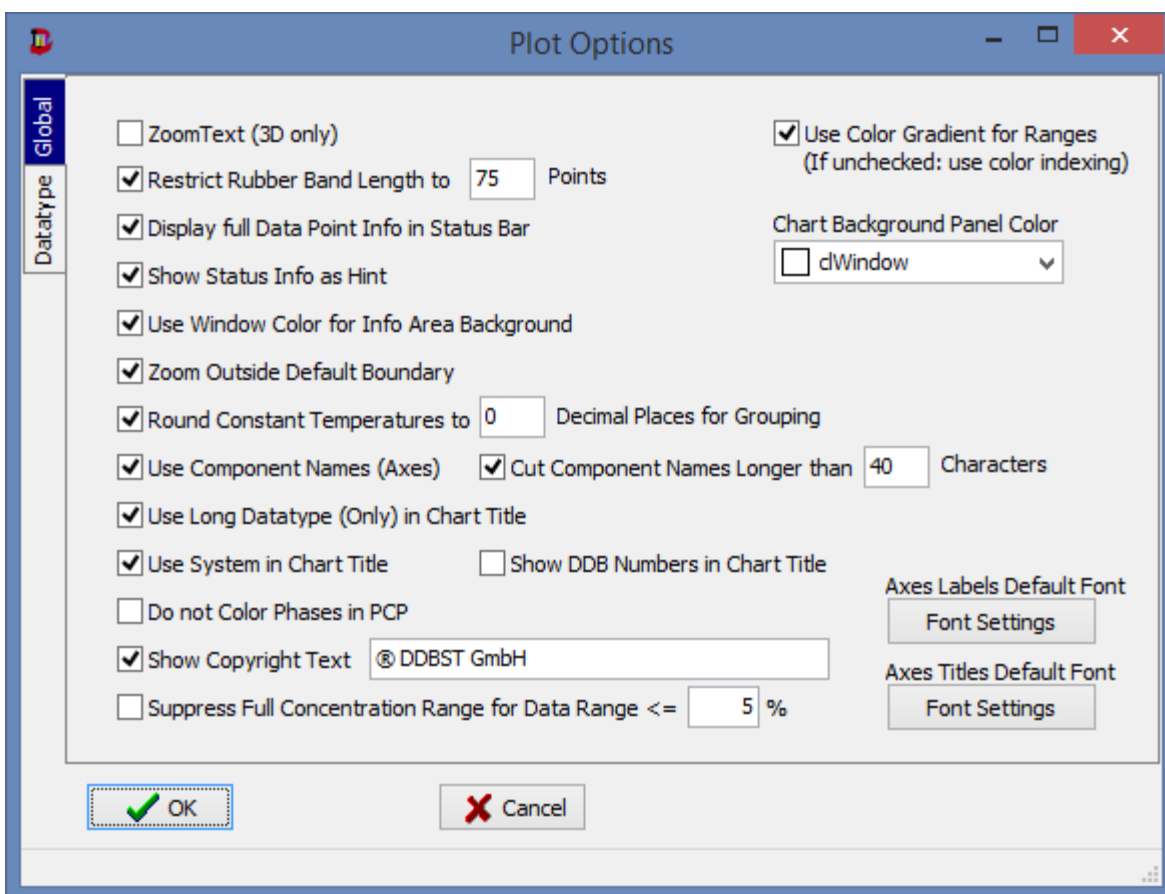 Plot Options
Global
Datatype
ZoomText (3D only)
Use Color Gradient for Ranges
(If unchecked: use color indexing)
Restrict Rubber Band Length to 75 Points
Display full Data Point Info in Status Bar
Chart Background Panel Color
clWindow
Show Status Info as Hint
Use Window Color for Info Area Background
Zoom Outside Default Boundary
Round Constant Temperatures to 0 Decimal Places for Grouping
Use Component Names (Axes) Cut Component Names Longer than 40 Characters
Use Long Datatype (Only) in Chart Title
Use System in Chart Title Show DDB Numbers in Chart Title
Axes Labels Default Font
Do not Color Phases in PCP
Font Settings
Show Copyright Text ® DDBST GmbH
Axes Titles Default Font
Suppress Full Concentration Range for Data Range <= 5 %
Font Settings
OK Cancel